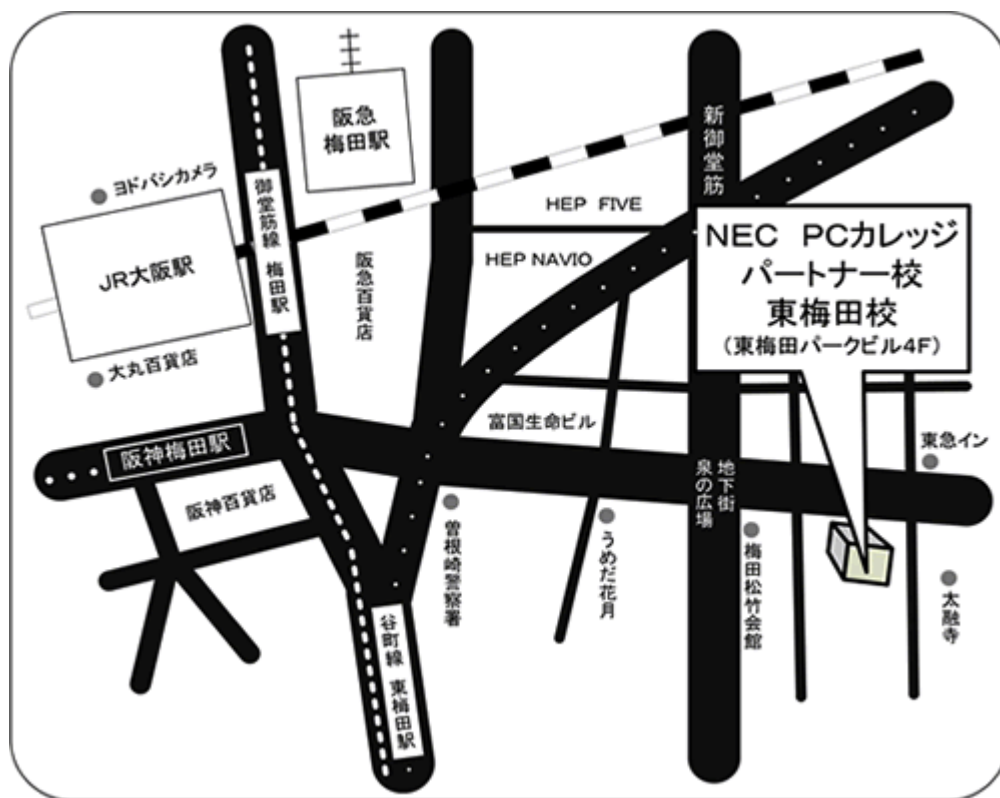 阪急
梅田駅
新御堂筋
ヨドバシカメラ
御堂筋線 梅田駅
HEP FIVE
JR大阪駅
阪急百貨店
HEP NAVIO
NEC PCカレッジ
パートナー校
東梅田校
(東梅田パークビル4F)
大丸百貨店
富国生命ビル
阪神梅田駅
東急イン
地下街
泉の広場
阪神百貨店
曽根崎警察署
うめだ花月
梅田松竹会館
太融寺
谷町線 東梅田駅